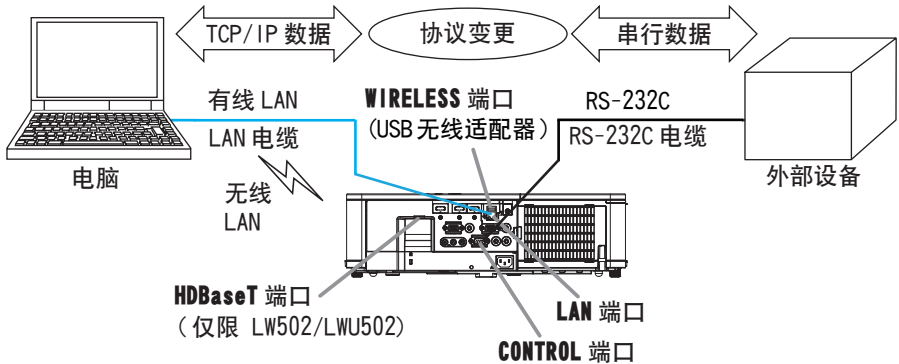 TCP/IP 数据
协议变更
串行数据
有线 LAN
LAN 电缆
WIRELESS 端口
(USB 无线适配器)
RS-232C
RS-232C 电缆
电脑
无线
LAN
外部设备
HDBaseT 端口
(仅限 LW502/LWU502)
LAN 端口
CONTROL 端口